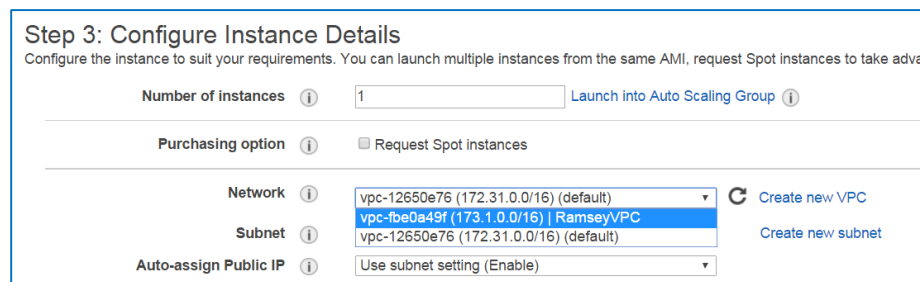 Step 3: Configure Instance Details
Configure the instance to suit your requirements. You can launch multiple instances from the same AMI, request Spot instances to take adva
Number of instances i 1 Launch into Auto Scaling Group i
Purchasing option i Request Spot instances
Network i vpc-12650e76 (172.31.0.0/16) (default) Create new VPC
vpc-fbe0a49f (173.1.0.0/16) | RamseyVPC
Subnet i vpc-12650e76 (172.31.0.0/16) (default) Create new subnet
Auto-assign Public IP i Use subnet setting (Enable)